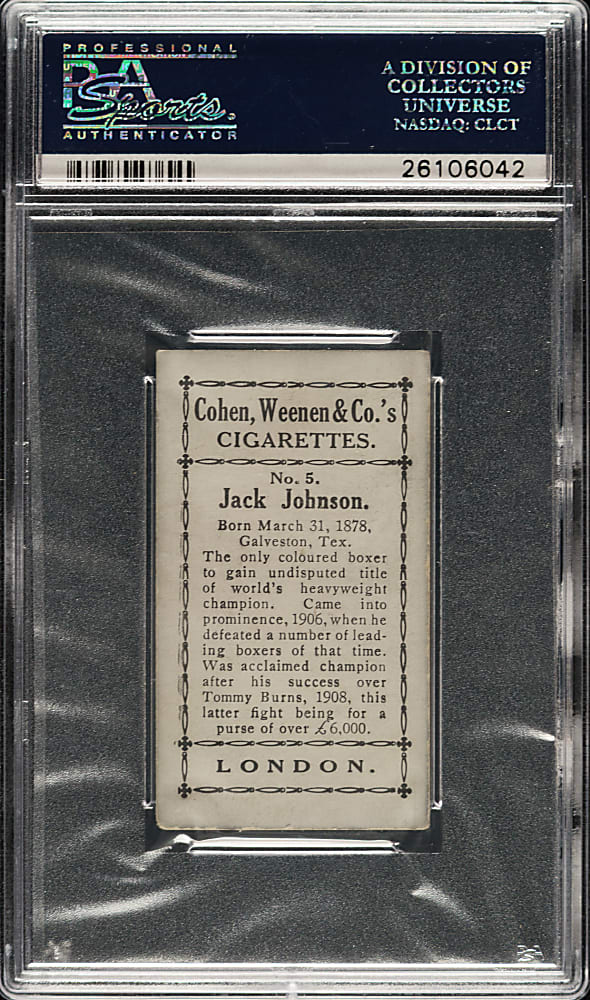 PROFESSIONAL
PSA
Sports
AUTHENTICATOR
A DIVISION OF
COLLECTORS
UNIVERSE
NASDAQ: CLCT
26106042
Cohen, Weenen & Co.'s
CIGARETTES.
No. 5.
Jack Johnson.
Born March 31, 1878,
Galveston, Tex.
The only coloured boxer
to gain undisputed title
of world's heavyweight
champion. Came into
prominence, 1906, when he
defeated a number of lead-
ing boxers of that time.
Was acclaimed champion
after his success over
Tommy Burns, 1908, this
latter fight being for a
purse of over £6,000.
LONDON.
PSA